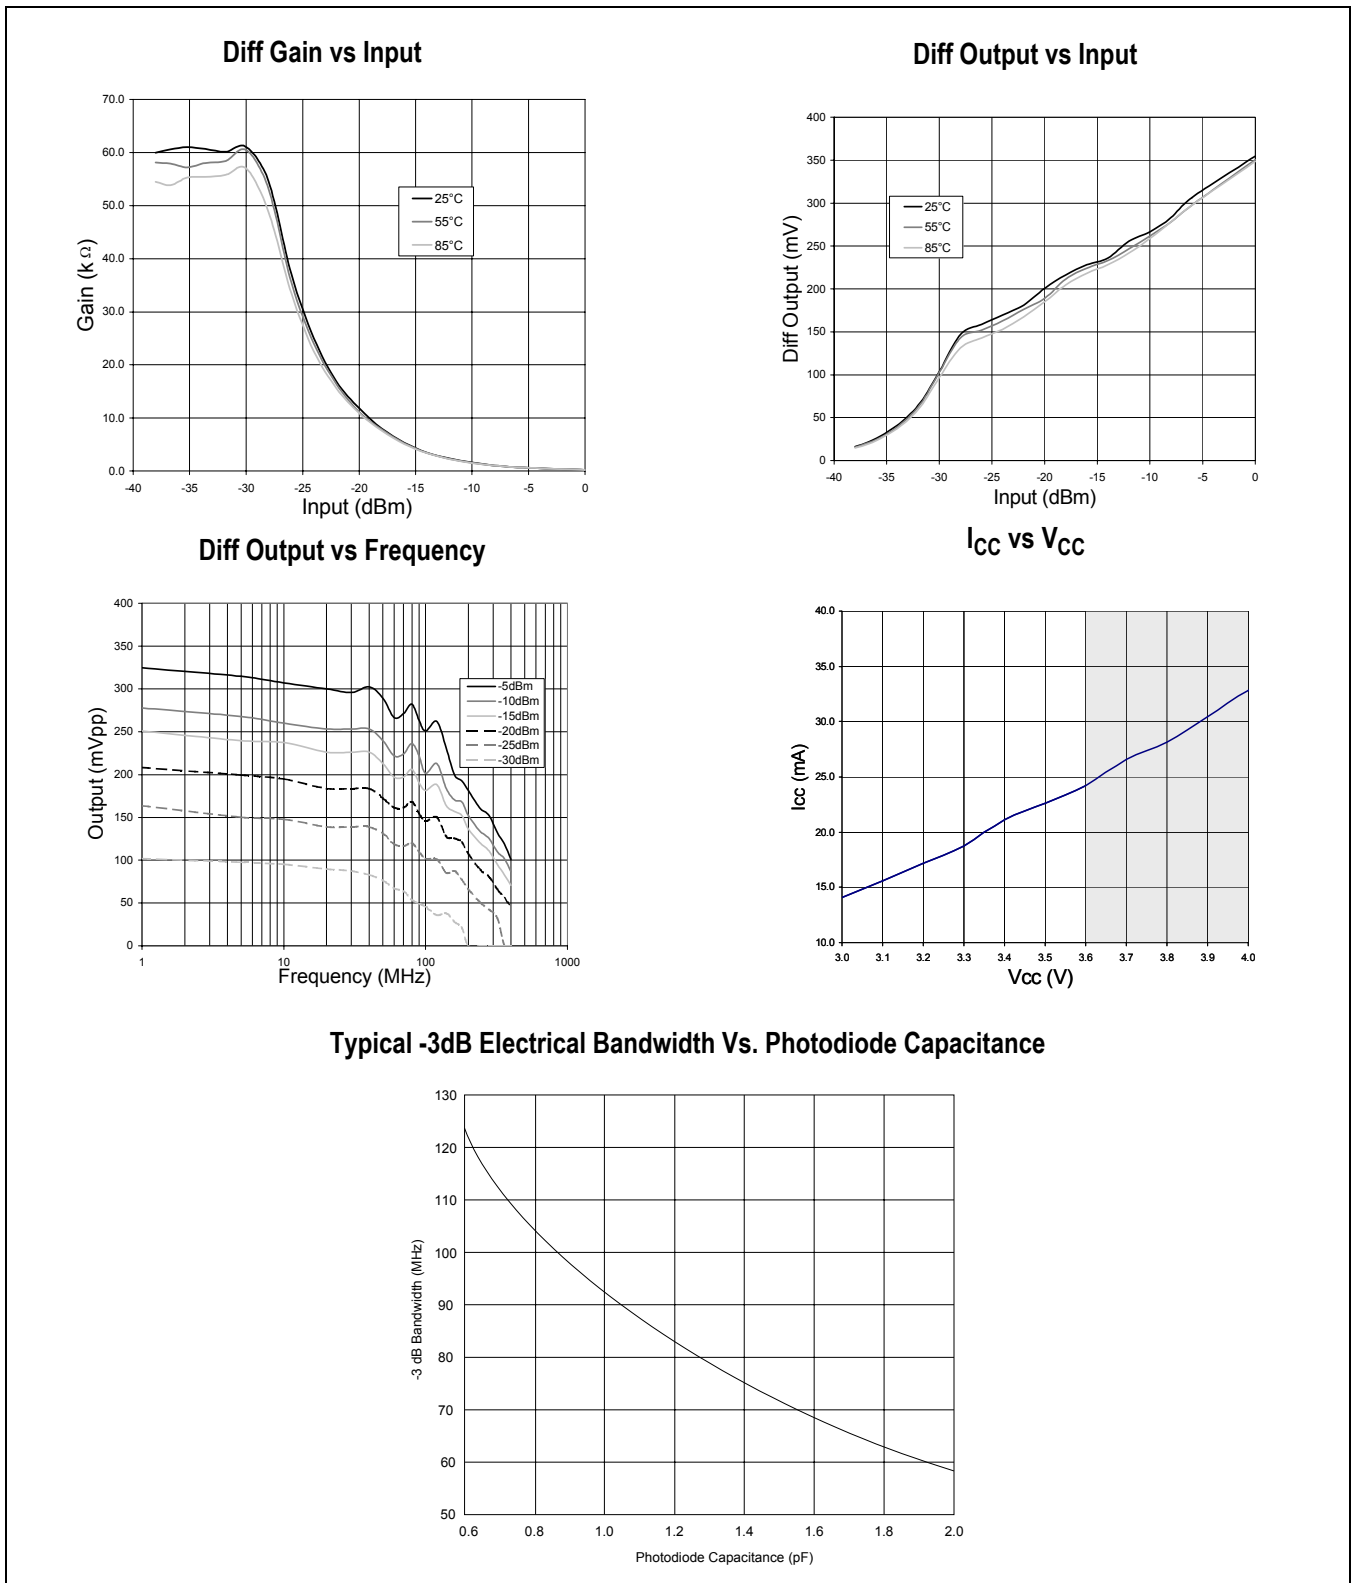 Diff Gain vs Input
70.0
60.0
50.0
40.0
30.0
20.0
10.0
0.0
Gain (kΩ)
25°C
55°C
85°C
-40 -35 -30 -25 -20 -15 -10 -5 0
Input (dBm)
Diff Output vs Input
400
350
300
250
200
150
100
50
0
Diff Output (mV)
25°C
55°C
85°C
-40 -35 -30 -25 -20 -15 -10 -5 0
Input (dBm)
Diff Output vs Frequency
400
350
300
250
200
150
100
50
0
Output (mVpp)
-5dBm
-10dBm
-15dBm
-20dBm
-25dBm
-30dBm
1 10 100 1000
Frequency (MHz)
ICC vs VCC
40.0
35.0
30.0
25.0
20.0
15.0
10.0
Icc (mA)
3.0 3.1 3.2 3.3 3.4 3.5 3.6 3.7 3.8 3.9 4.0
Vcc (V)
Typical -3dB Electrical Bandwidth Vs. Photodiode Capacitance
130
120
110
100
90
80
70
60
50
-3 dB Bandwidth (MHz)
0.6 0.8 1.0 1.2 1.4 1.6 1.8 2.0
Photodiode Capacitance (pF)